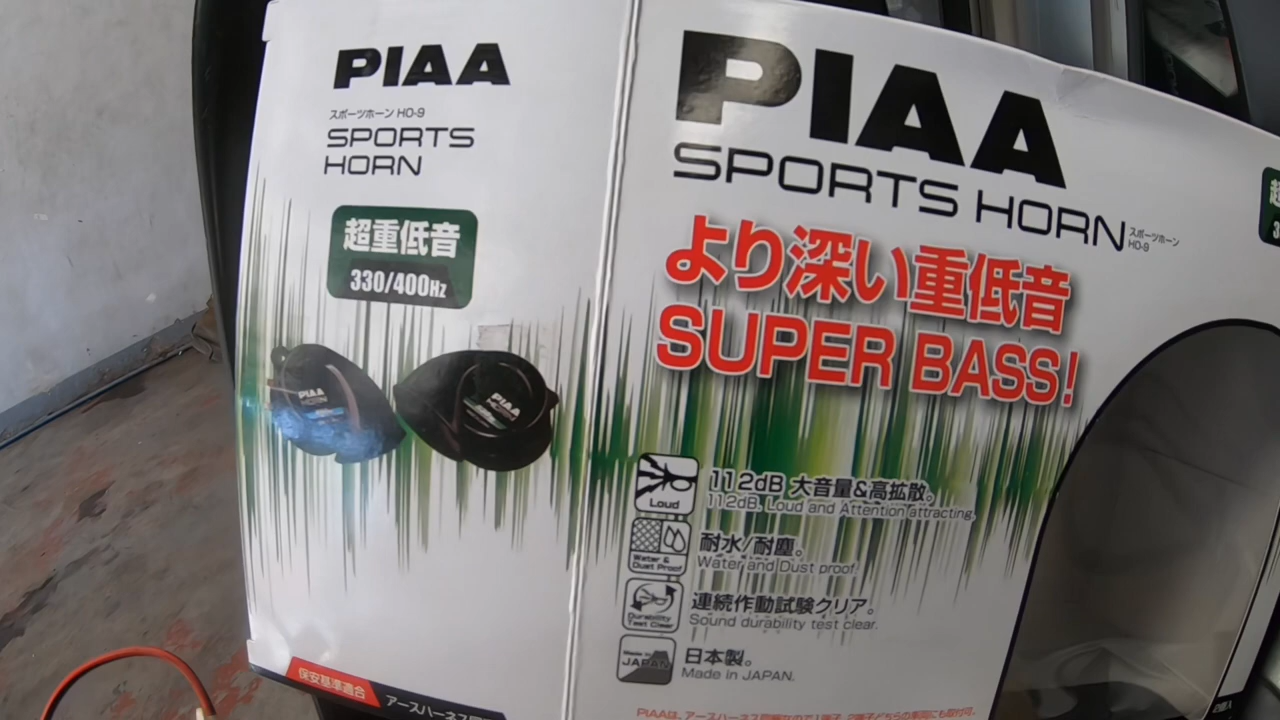 PIAA
スポーツホーン HO-9
SPORTS
HORN
超重低音
330/400Hz
PIAA
HORN
PIAA
HORN
保安基準適合
アースハーネス
PIAA
SPORTS HORN
スポーツホーン
HO-9
より深い重低音
SUPER BASS!
Loud
112dB 大音量&高拡散。
112dB, Loud and Attention attracting.
Water &
Dust Proof
耐水/耐塵。
Water and Dust proof.
Durability
Test Clear
連続作動試験クリア。
Sound durability test clear.
Made in
JAPAN
日本製。
Made in JAPAN.